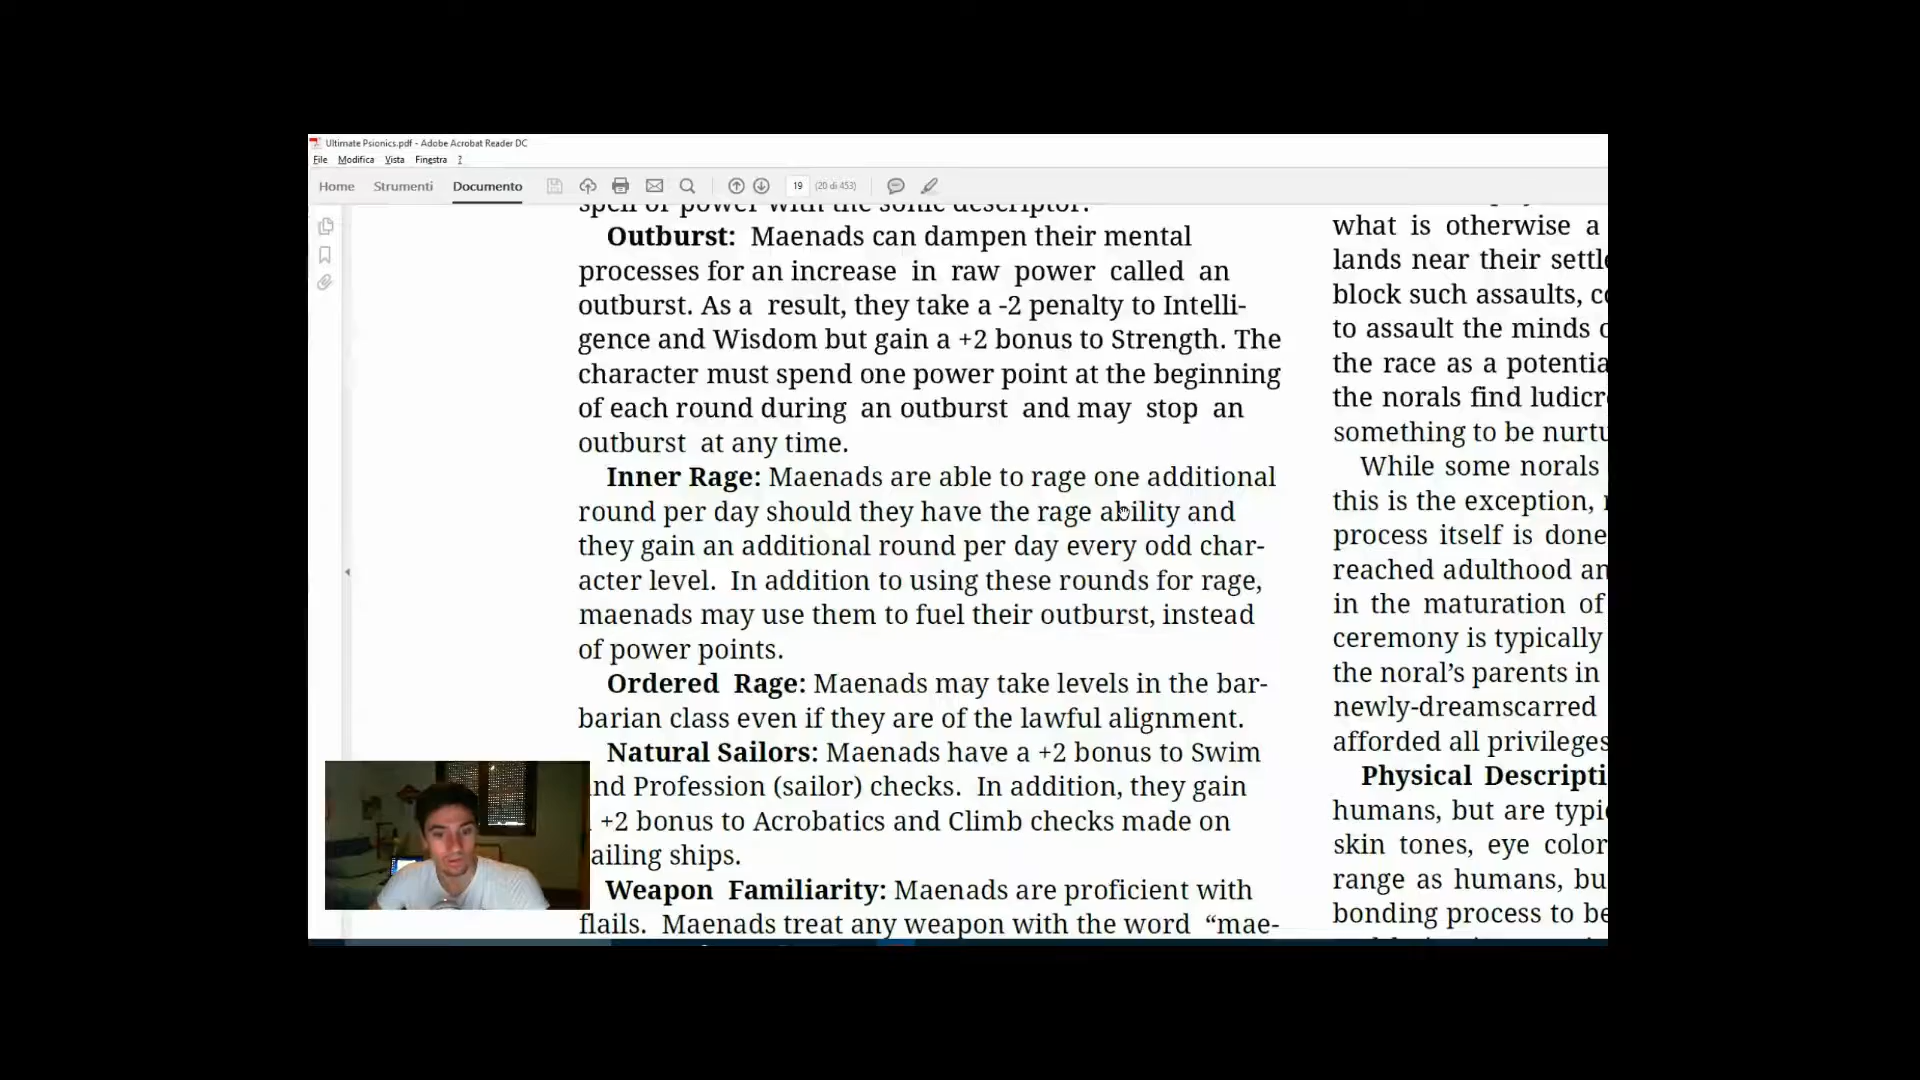 Ultimate Psionics.pdf - Adobe Acrobat Reader DC
File Modifica Vista Finestra ?
Home Strumenti Documento 19 (20 di 453)
spell or power with the sonic descriptor.
Outburst: Maenads can dampen their mental
processes for an increase in raw power called an
outburst. As a result, they take a -2 penalty to Intelli-
gence and Wisdom but gain a +2 bonus to Strength. The
character must spend one power point at the beginning
of each round during an outburst and may stop an
outburst at any time.
Inner Rage: Maenads are able to rage one additional
round per day should they have the rage ability and
they gain an additional round per day every odd char-
acter level. In addition to using these rounds for rage,
maenads may use them to fuel their outburst, instead
of power points.
Ordered Rage: Maenads may take levels in the bar-
barian class even if they are of the lawful alignment.
Natural Sailors: Maenads have a +2 bonus to Swim
nd Profession (sailor) checks. In addition, they gain
+2 bonus to Acrobatics and Climb checks made on
ailing ships.
Weapon Familiarity: Maenads are proficient with
flails. Maenads treat any weapon with the word “mae-
what is otherwise a
lands near their settl
block such assaults, c
to assault the minds
the race as a potentia
the norals find ludicr
something to be nurtu
While some norals
this is the exception,
process itself is done
reached adulthood an
in the maturation of
ceremony is typically
the noral’s parents in
newly-dreamscarred
afforded all privileges
Physical Descripti
humans, but are typi
skin tones, eye color
range as humans, bu
bonding process to be